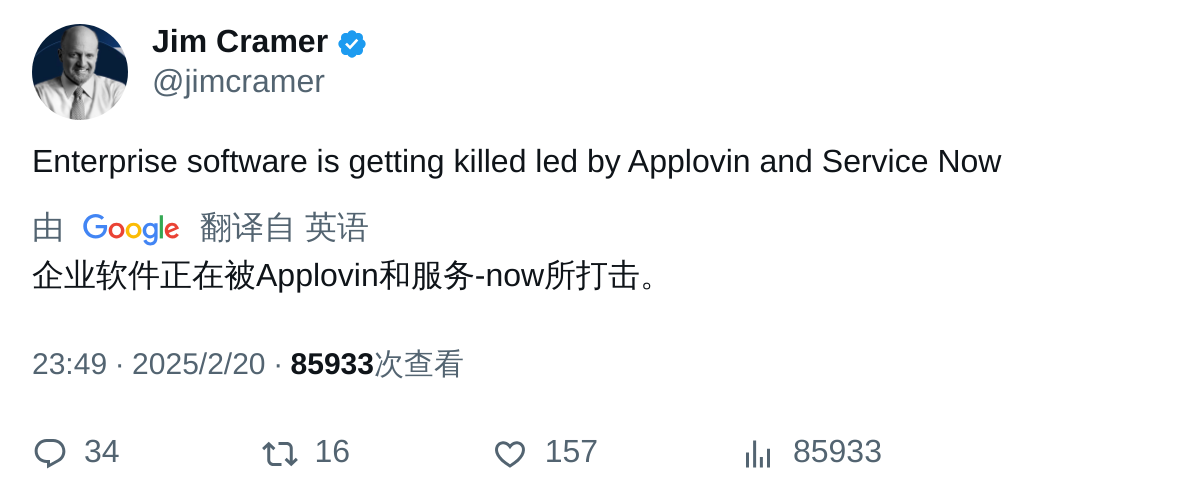 Jim Cramer
@jimcramer
Enterprise software is getting killed led by Applovin and Service Now
由 Google 翻译自 英语
企业软件正在被Applovin和服务-now所打击。
23:49 · 2025/2/20 · 85933次查看
34 16 157 85933